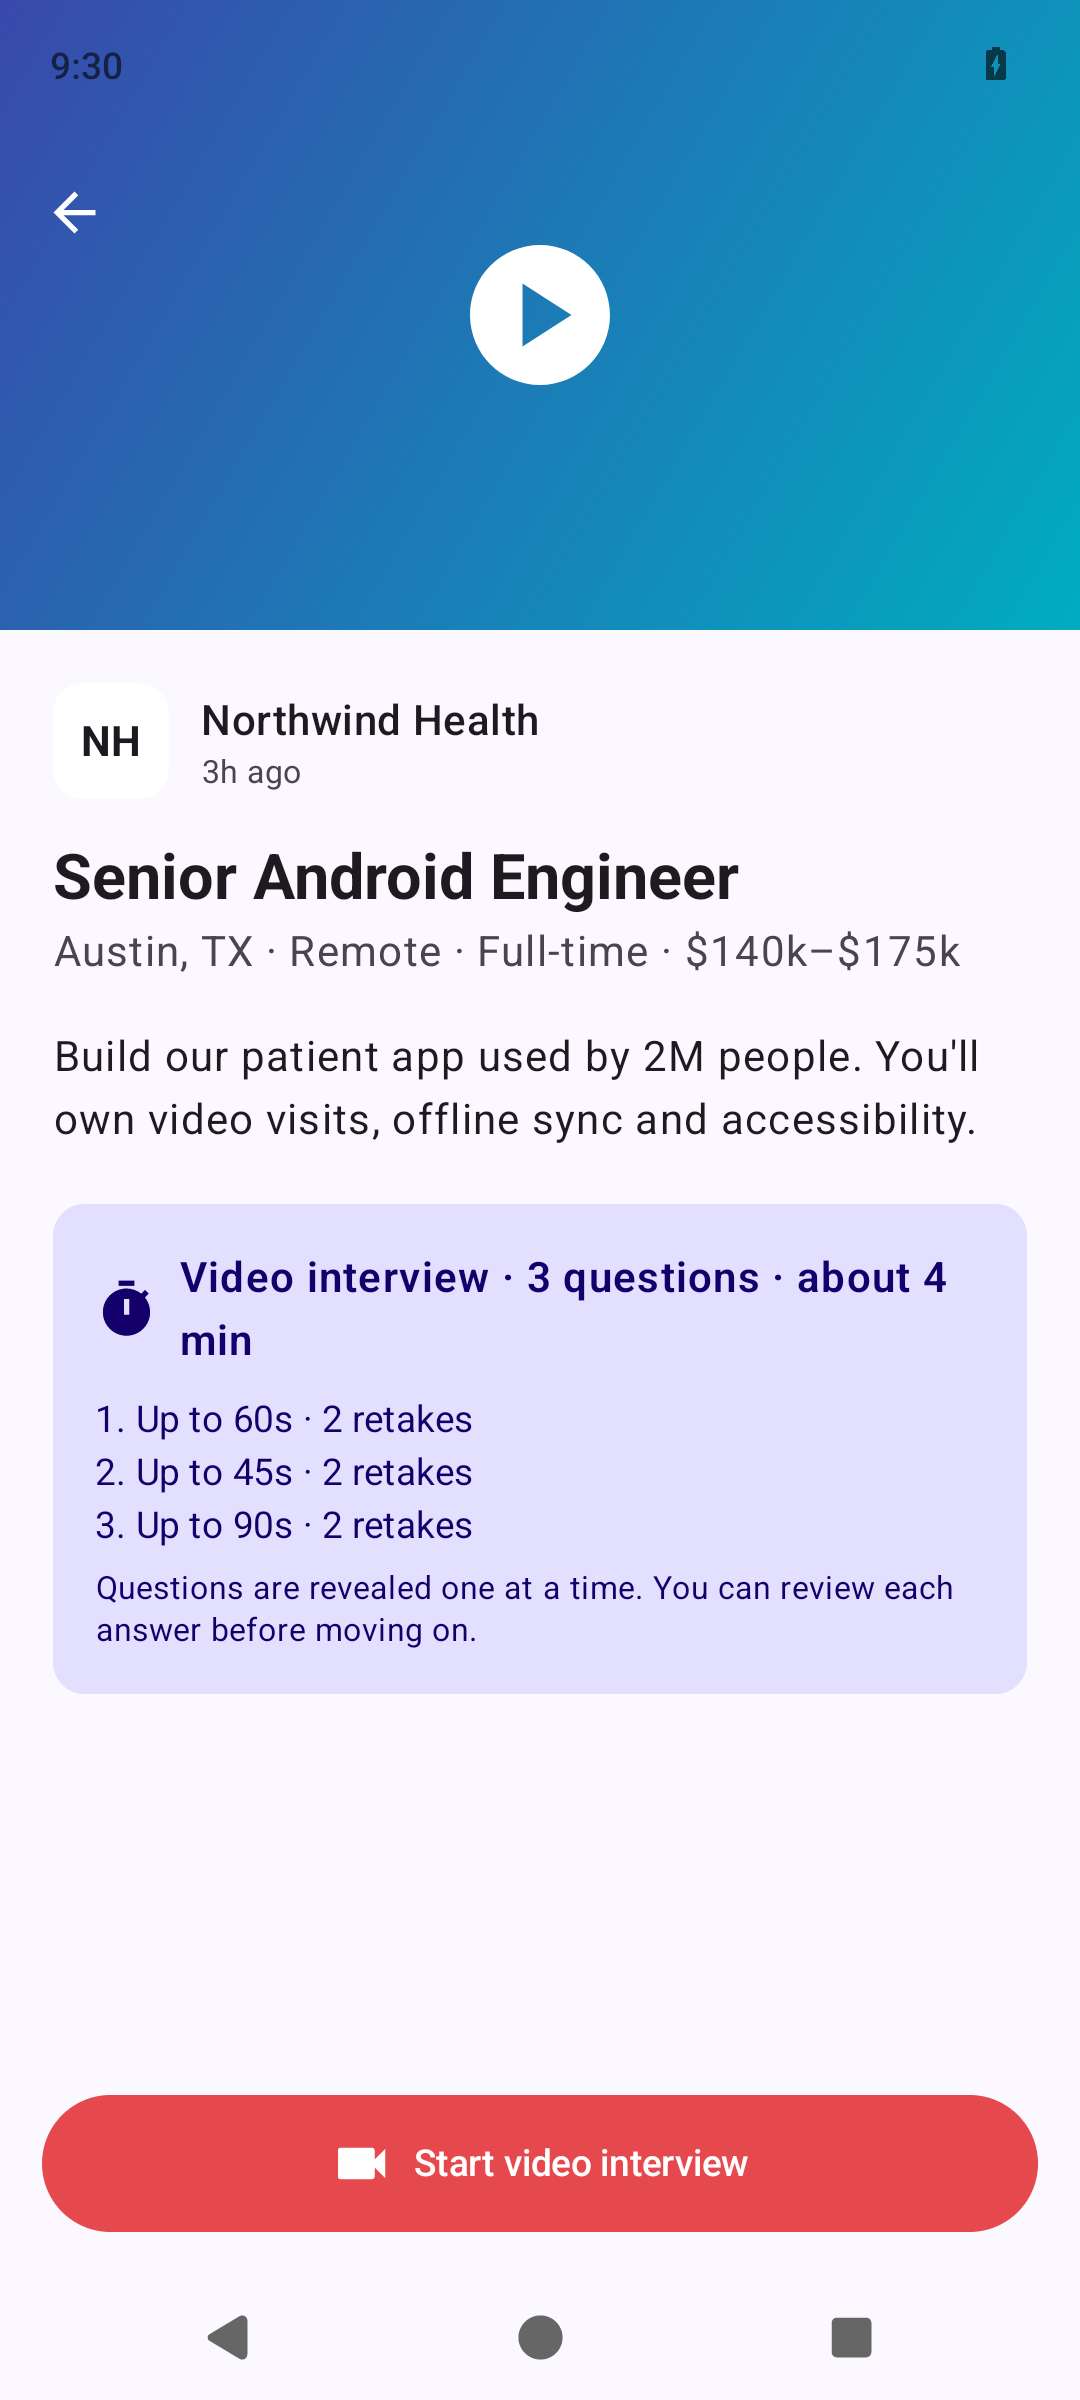 9:30
NH
Northwind Health
3h ago
Senior Android Engineer
Austin, TX · Remote · Full-time · $140k–$175k
Build our patient app used by 2M people. You'll
own video visits, offline sync and accessibility.
Video interview · 3 questions · about 4
min
1. Up to 60s · 2 retakes
2. Up to 45s · 2 retakes
3. Up to 90s · 2 retakes
Questions are revealed one at a time. You can review each
answer before moving on.
Start video interview